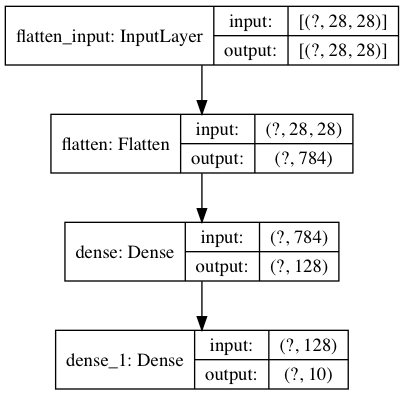 flatten_input: InputLayer
input:
[(?, 28, 28)]
output:
[(?, 28, 28)]
flatten: Flatten
input:
(?, 28, 28)
output:
(?, 784)
dense: Dense
input:
(?, 784)
output:
(?, 128)
dense_1: Dense
input:
(?, 128)
output:
(?, 10)